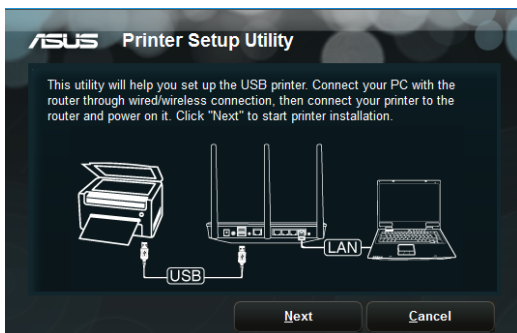 ASUS Printer Setup Utility
This utility will help you set up the USB printer. Connect your PC with the
router through wired/wireless connection, then connect your printer to the
router and power on it. Click "Next" to start printer installation.
LAN
USB
Next Cancel